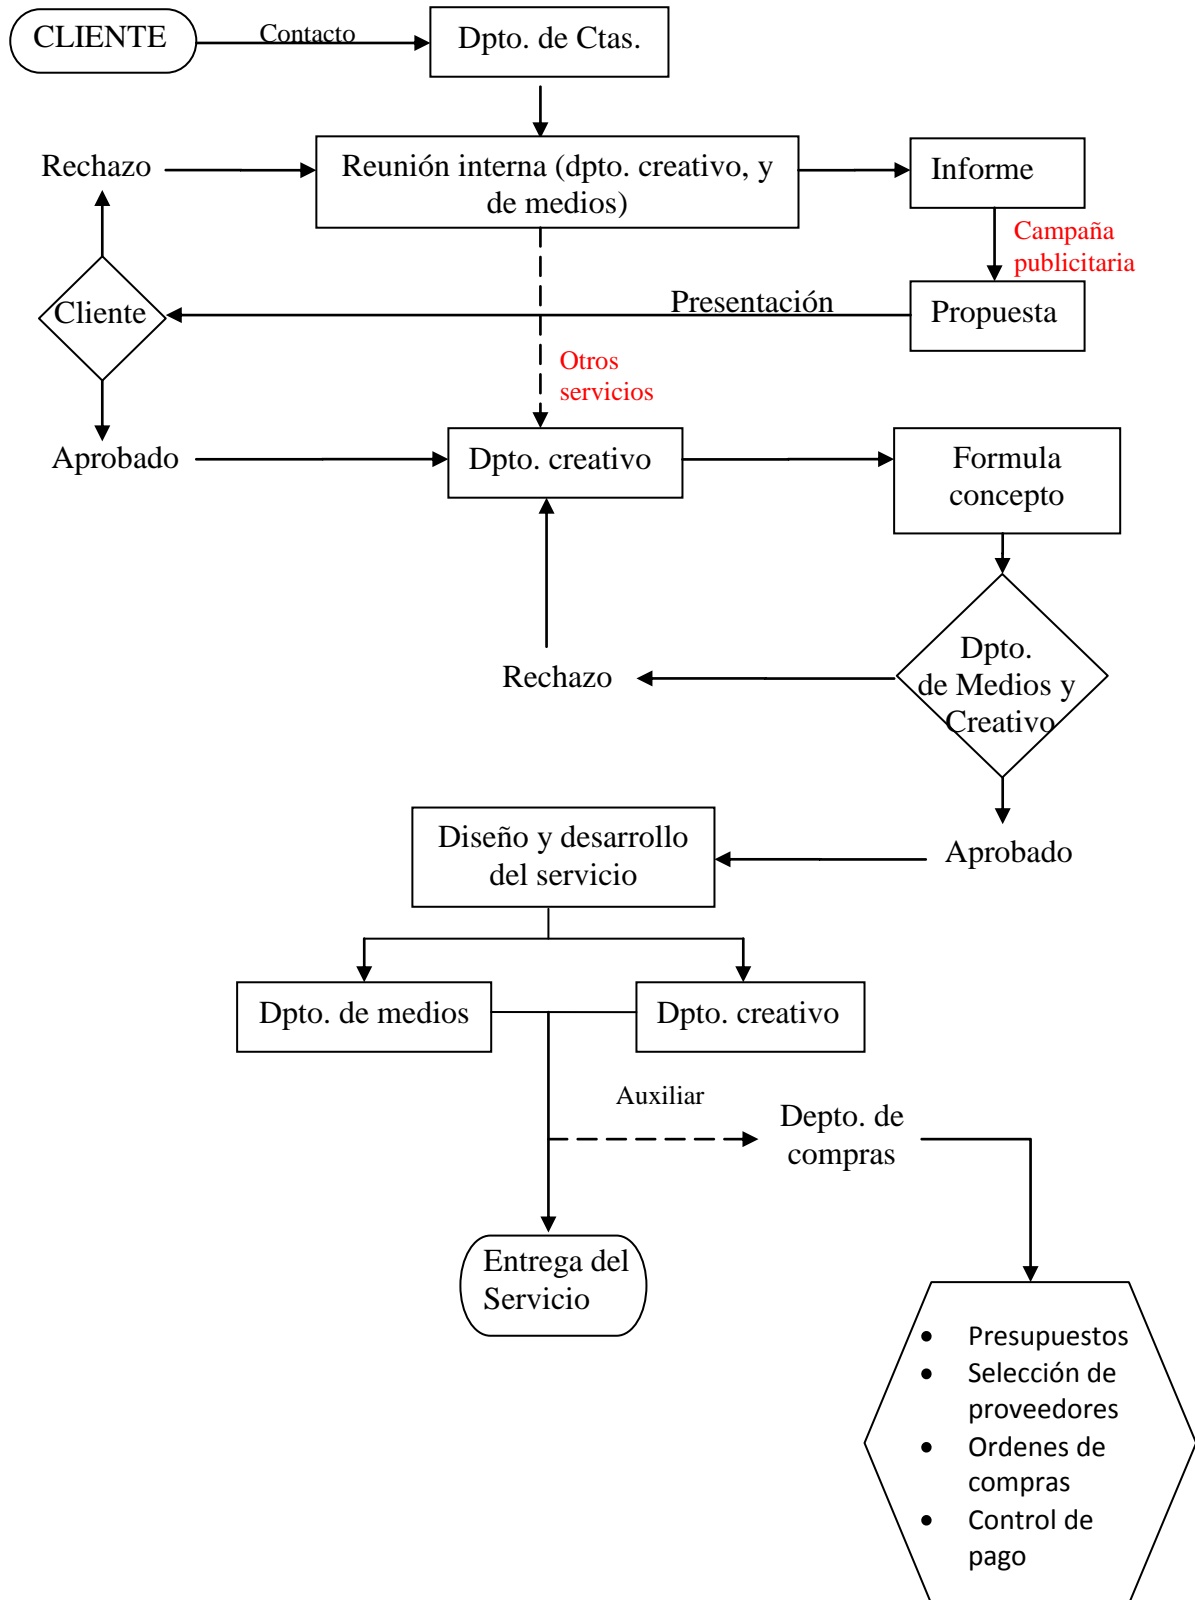 CLIENTE
Contacto
Dpto. de Ctas.
Rechazo
Reunión interna (dpto. creativo, y
de medios)
Informe
Campaña
publicitaria
Cliente
Presentación
Propuesta
Otros
servicios
Aprobado
Dpto. creativo
Formula
concepto
Rechazo
Dpto.
de Medios y
Creativo
Diseño y desarrollo
del servicio
Aprobado
Dpto. de medios
Dpto. creativo
Auxiliar
Depto. de
compras
Entrega del
Servicio
• Presupuestos
• Selección de
proveedores
• Ordenes de
compras
• Control de
pago